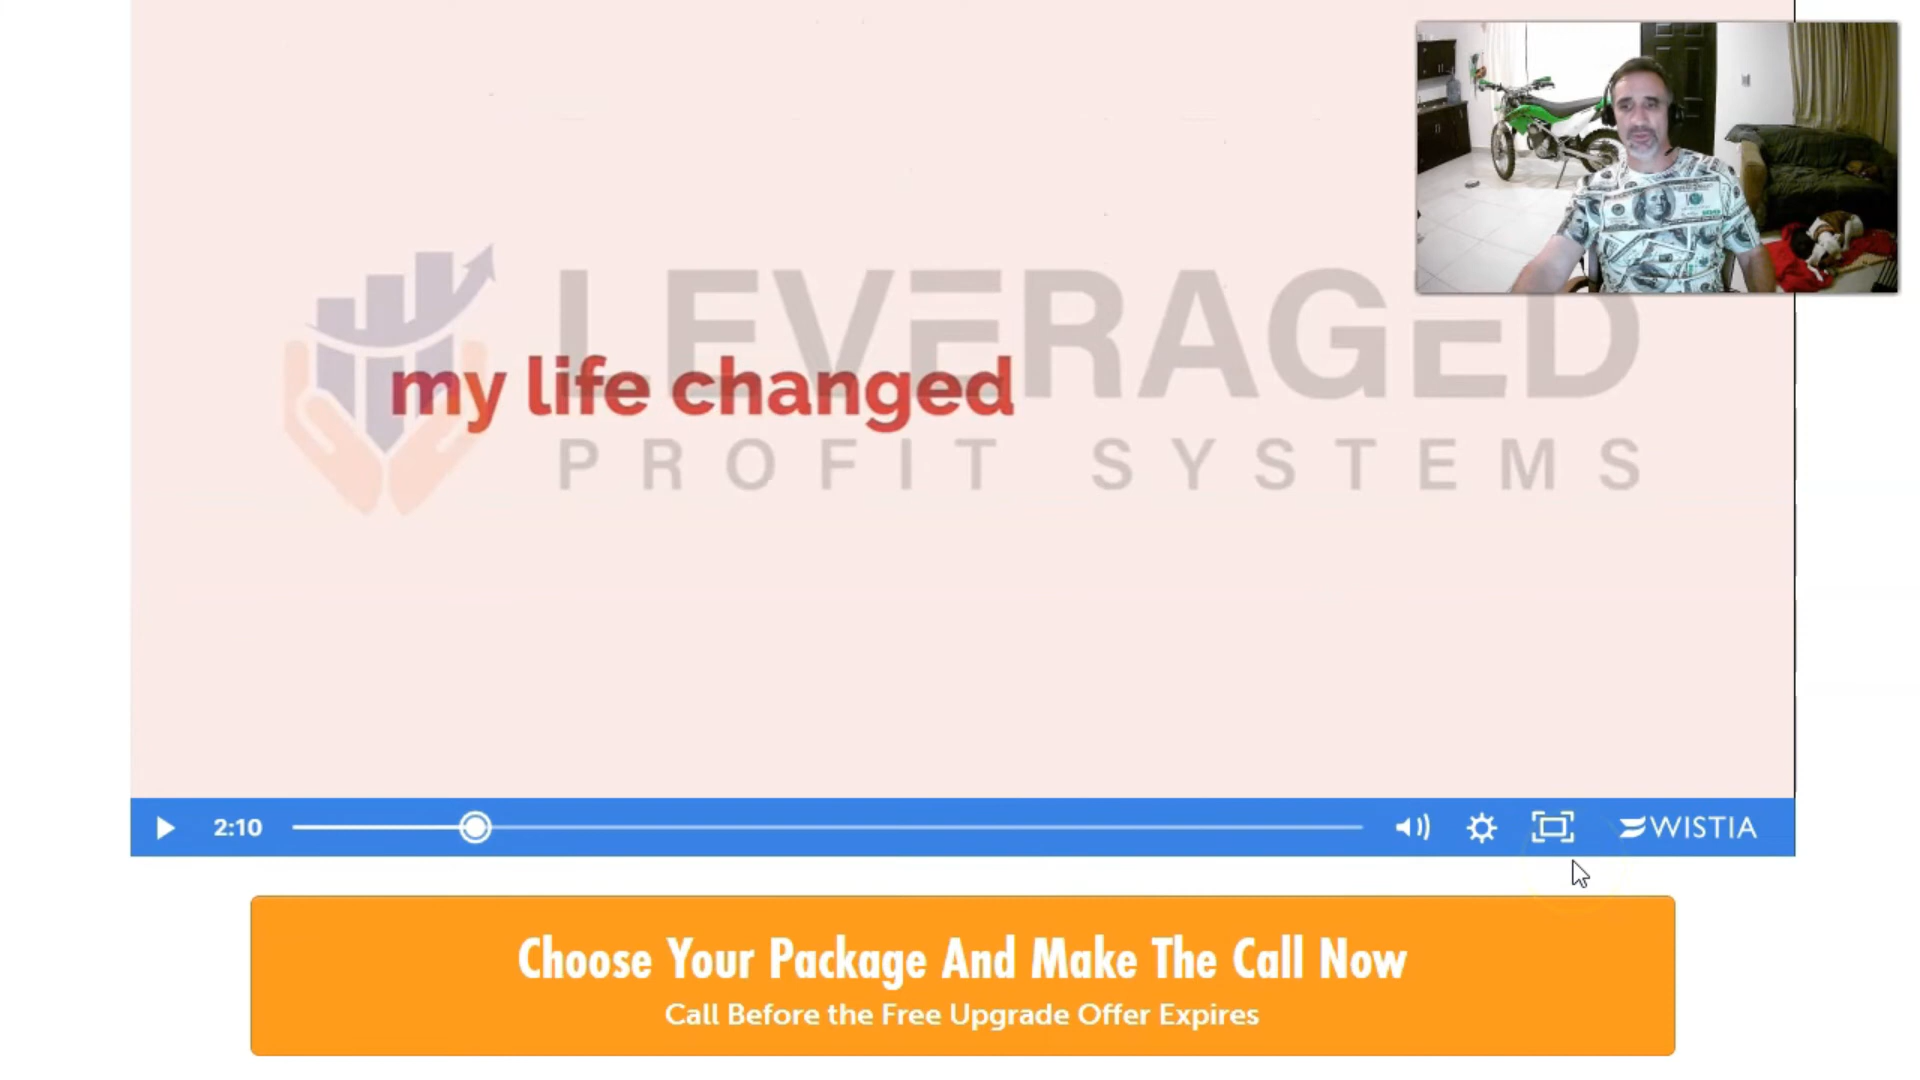 LEVERAGED
my life changed
PROFIT SYSTEMS
2:10
WISTIA
Choose Your Package And Make The Call Now
Call Before the Free Upgrade Offer Expires